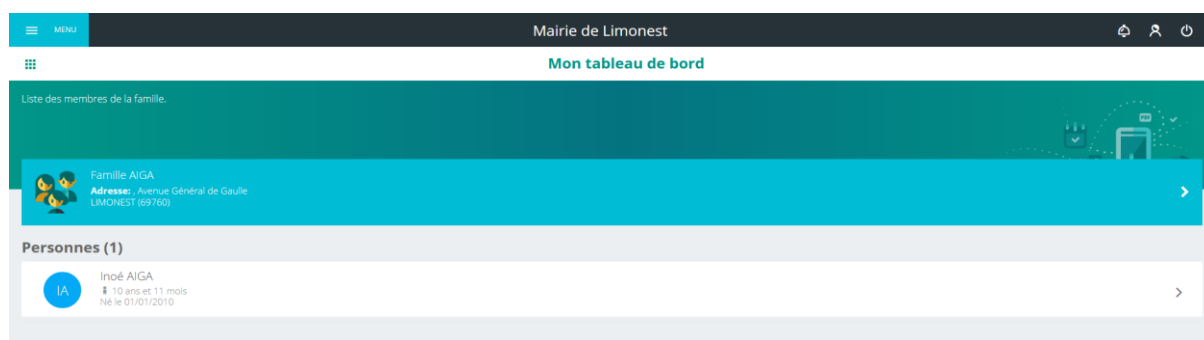 MENU
Mairie de Limonest
Mon tableau de bord
Liste des membres de la famille.
Famille AIGA
Adresse: , Avenue Général de Gaulle
LIMONEST (69760)
Personnes (1)
IA
Inoé AIGA
10 ans et 11 mois
Né le 01/01/2010